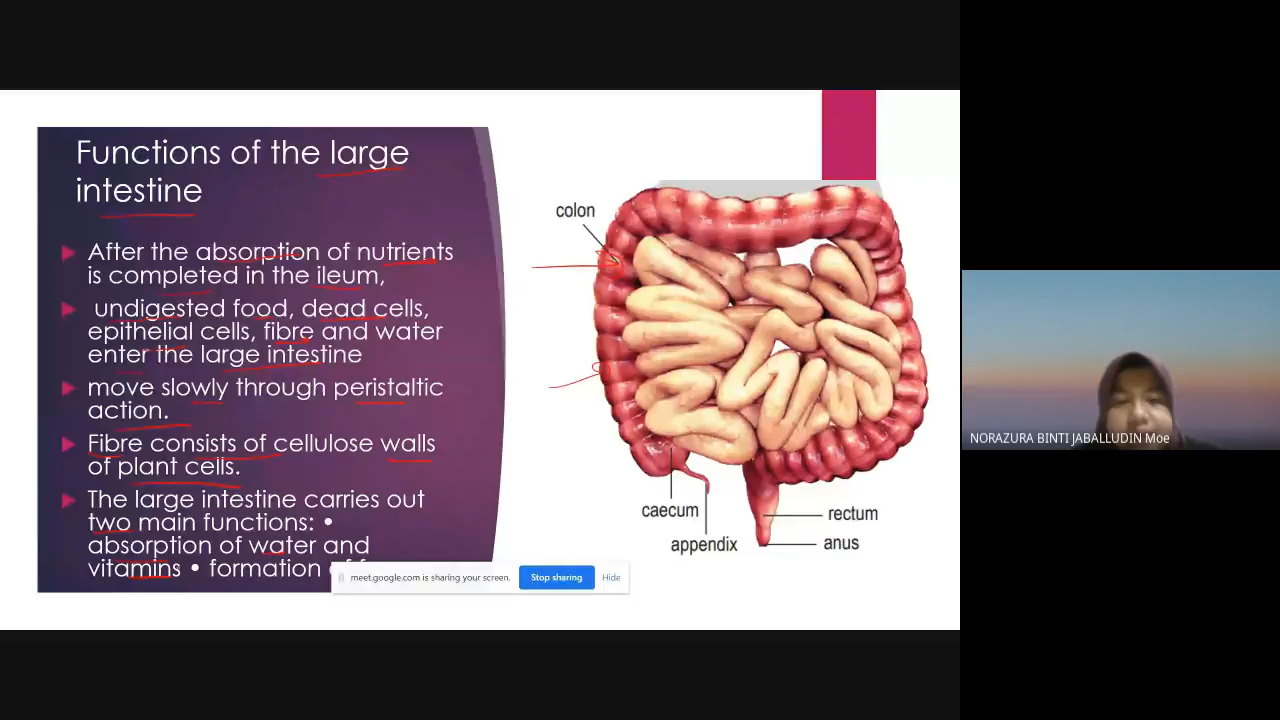 Functions of the large
intestine
After the absorption of nutrients
is completed in the ileum,
undigested food, dead cells,
epithelial cells, fibre and water
enter the large intestine
move slowly through peristaltic
action.
Fibre consists of cellulose walls
of plant cells.
The large intestine carries out
two main functions: •
absorption of water and
vitamins • formation
colon
caecum
appendix
rectum
anus
meet.google.com is sharing your screen.
Stop sharing
Hide
NORAZURA BINTI JABALLUDIN Moe